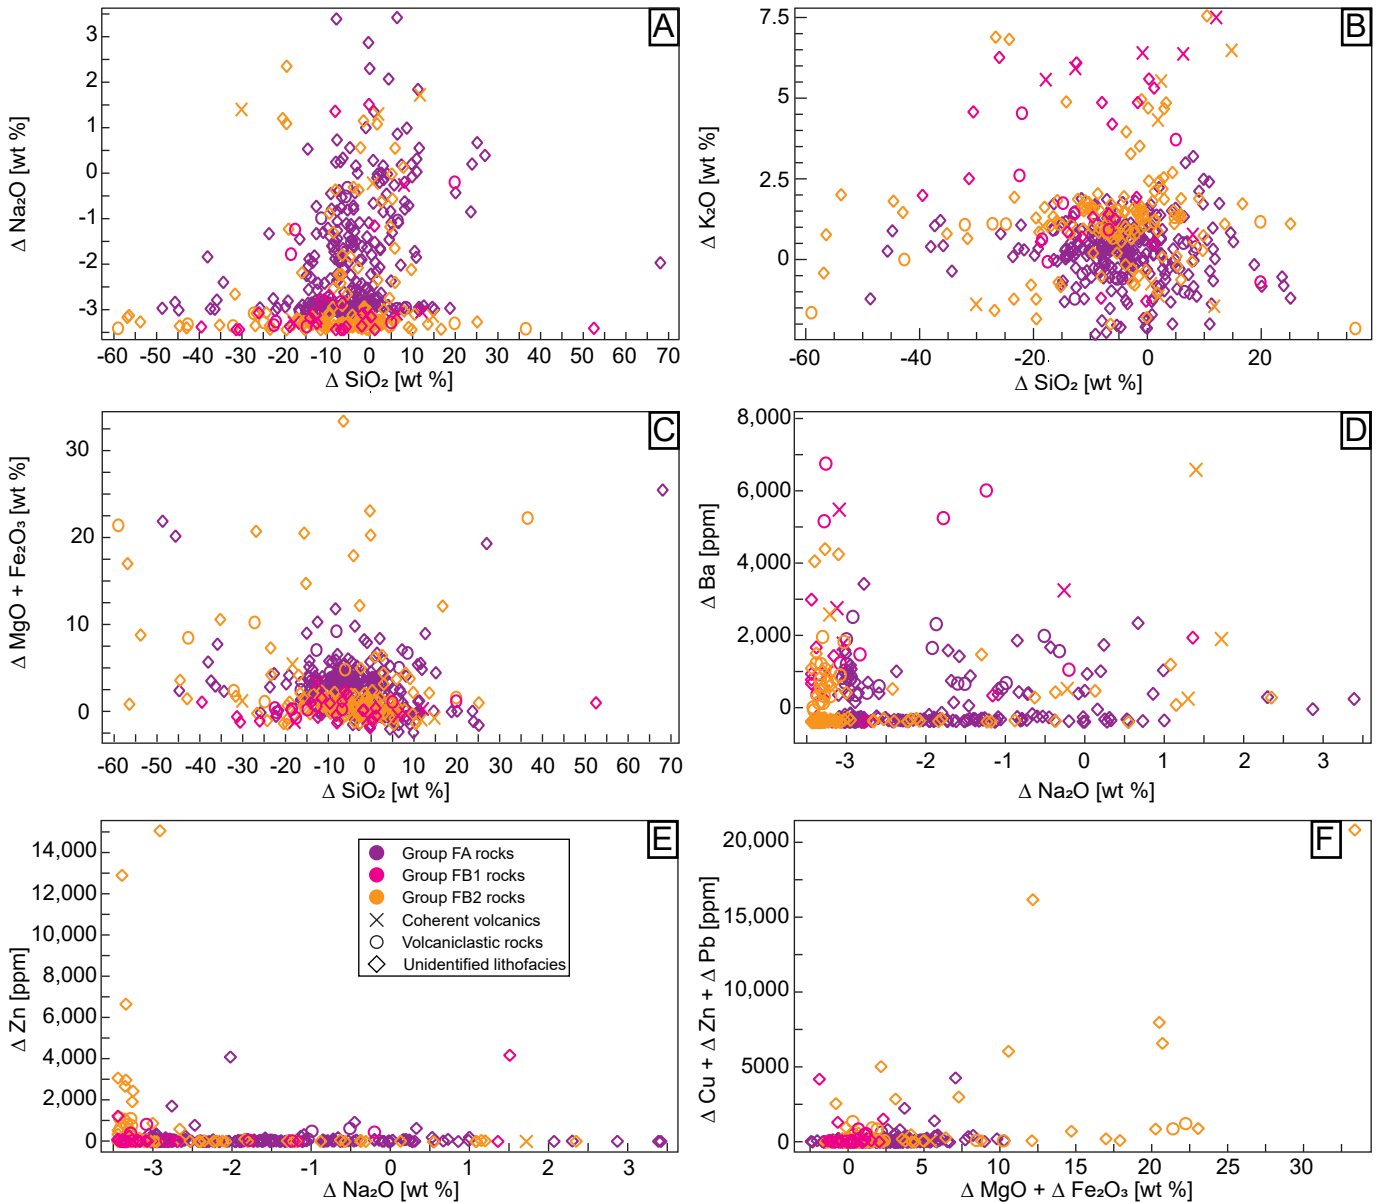 A
3
2
1
0
-1
-2
-3
Δ Na₂O [wt %]
-60 -50 -40 -30 -20 -10 0 10 20 30 40 50 60 70
Δ SiO₂ [wt %]
B
7.5
5
2.5
0
Δ K₂O [wt %]
-60 -40 -20 0 20
Δ SiO₂ [wt %]
C
30
20
10
0
Δ MgO + Fe₂O₃ [wt %]
-60 -50 -40 -30 -20 -10 0 10 20 30 40 50 60 70
Δ SiO₂ [wt %]
D
8,000
6,000
4,000
2,000
0
Δ Ba [ppm]
-3 -2 -1 0 1 2 3
Δ Na₂O [wt %]
E
14,000
12,000
10,000
8,000
6,000
4,000
2,000
0
Δ Zn [ppm]
Group FA rocks
Group FB1 rocks
Group FB2 rocks
Coherent volcanics
Volcaniclastic rocks
Unidentified lithofacies
-3 -2 -1 0 1 2 3
Δ Na₂O [wt %]
F
20,000
15,000
10,000
5000
0
Δ Cu + Δ Zn + Δ Pb [ppm]
0 5 10 15 20 25 30
Δ MgO + Δ Fe₂O₃ [wt %]